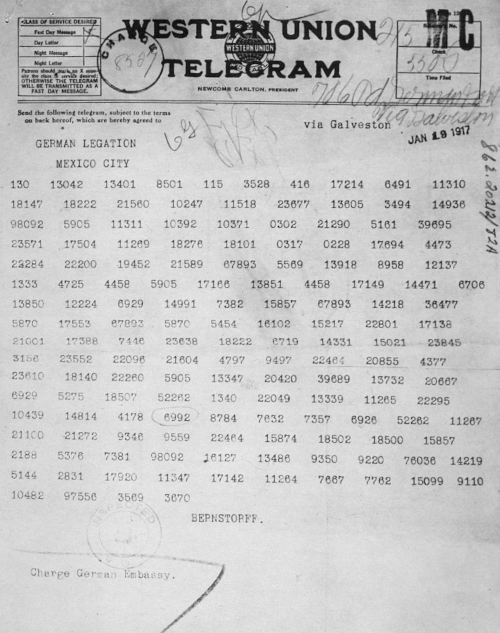 CLASS OF SERVICE DESIRED
Fast Day Message
Day Letter
Night Message
Night Letter
Patrons should mark an X oppo-
site the class of service desired;
OTHERWISE THE TELEGRAM
WILL BE TRANSMITTED AS A
FAST DAY MESSAGE.
CHARGE
WESTERN UNION
WESTERN UNION
TELEGRAM
NEWCOMB CARLTON, PRESIDENT
MC
Check
Time Filed
Send the following telegram, subject to the terms
on back hereof, which are hereby agreed to
via Galveston
JAN 19 1917
GERMAN LEGATION
MEXICO CITY
130 13042 13401 8501 115 3528 416 17214 6491 11310
18147 18222 21560 10247 11518 23677 13605 3494 14936
98092 5905 11311 10392 10371 0302 21290 5161 39695
23571 17504 11269 18276 18101 0317 0228 17694 4473
22284 22200 19452 21589 67893 5569 13918 8958 12137
1333 4725 4458 5905 17166 13851 4458 17149 14471 6706
13850 12224 6929 14991 7382 15857 67893 14218 36477
5870 17553 67893 5870 5454 16102 15217 22801 17138
21001 17388 7446 23638 18222 6719 14331 15021 23845
3156 23552 22096 21604 4797 9497 22464 20855 4377
23610 18140 22260 5905 13347 20420 39689 13732 20667
6929 5275 18507 52262 1340 22049 13339 11265 22295
10439 14814 4178 6992 8784 7632 7357 6926 52262 11267
21100 21272 9346 9559 22464 15874 18502 18500 15857
2188 5376 7381 98092 16127 13486 9350 9220 76036 14219
5144 2831 17920 11347 17142 11264 7667 7762 15099 9110
10482 97556 3569 3670
BERNSTORFF.
Charge German Embassy.